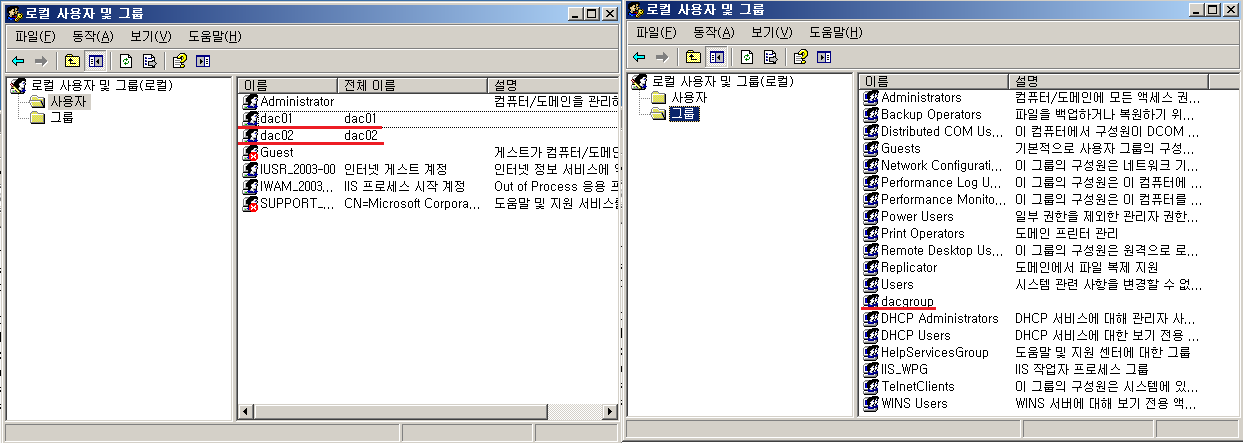 로컬 사용자 및 그룹
파일(F) 동작(A) 보기(V) 도움말(H)
로컬 사용자 및 그룹(로컬)
사용자
그룹
이름 전체 이름 설명
Administrator 컴퓨터/도메인을 관리하
dac01 dac01
dac02 dac02
Guest 게스트가 컴퓨터/도메인
IUSR_2003-00 인터넷 게스트 계정 인터넷 정보 서비스에 익
IWAM_2003,... IIS 프로세스 시작 계정 Out of Process 응용 프
SUPPORT_... CN=Microsoft Corpora... 도움말 및 지원 서비스를
로컬 사용자 및 그룹
파일(F) 동작(A) 보기(V) 도움말(H)
로컬 사용자 및 그룹(로컬)
사용자
그룹
이름 설명
Administrators 컴퓨터/도메인에 모든 액세스 권...
Backup Operators 파일을 백업하거나 복원하기 위...
Distributed COM Us... 이 컴퓨터에서 구성원이 DCOM ...
Guests 기본적으로 사용자 그룹의 구성...
Network Configurati... 이 그룹의 구성원은 네트워크 기...
Performance Log U... 이 그룹의 구성원은 이 컴퓨터에 ...
Performance Monito... 이 그룹의 구성원은 이 컴퓨터를 ...
Power Users 일부 권한을 제외한 관리자 권한...
Print Operators 도메인 프린터 관리
Remote Desktop Us... 이 그룹의 구성원은 원격으로 로...
Replicator 도메인에서 파일 복제 지원
Users 시스템 관련 사항을 변경할 수 없...
dacgroup
DHCP Administrators DHCP 서비스에 대해 관리자 사...
DHCP Users DHCP 서비스에 대한 보기 전용 ...
HelpServicesGroup 도움말 및 지원 센터에 대한 그룹
IIS_WPG IIS 작업자 프로세스 그룹
TelnetClients 이 그룹의 구성원은 시스템에 있...
WINS Users WINS 서버에 대해 보기 전용 액...